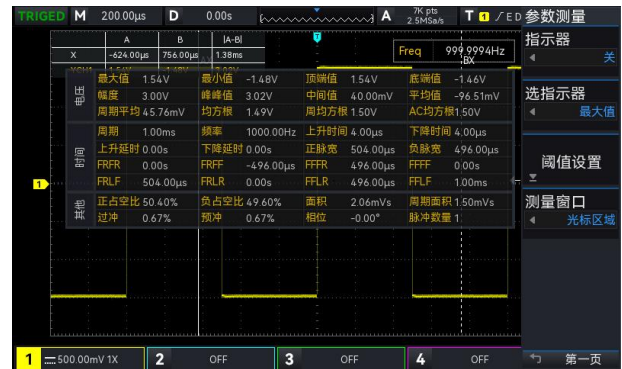 TRIGED M 200.00μs D 0.00s A 7K pts 2.5MSa/s T 1 E D
参数测量
A B |A-B|
X -624.00μs 756.00μs 1.38ms
Freq 999.9994Hz
BX
指示器
关
选指示器
最大值
阈值设置
测量窗口
光标区域
电压
最大值 1.54V 最小值 -1.48V 顶端值 1.54V 底端值 -1.46V
幅度 3.00V 峰峰值 3.02V 中间值 40.00mV 平均值 -96.51mV
周期平均 45.76mV 均方根 1.49V 周均方根 1.50V AC均方根 1.50V
时间
周期 1.00ms 频率 1000.00Hz 上升时间 4.00μs 下降时间 4.00μs
上升延时 0.00s 下降延时 0.00s 正脉宽 504.00μs 负脉宽 496.00μs
FRFR 0.00s FRFF -496.00μs FFFR 496.00μs FFFF 0.00s
FRLF 504.00μs FRLR 0.00s FFLR 496.00μs FFLF 1.00ms
其它
正占空比 50.40% 负占空比 49.60% 面积 2.06mVs 周期面积 1.50mVs
过冲 0.67% 预冲 0.67% 相位 -0.00° 脉冲数量 1
1
1 500.00mV 1X 2 OFF 3 OFF 4 OFF
第一页